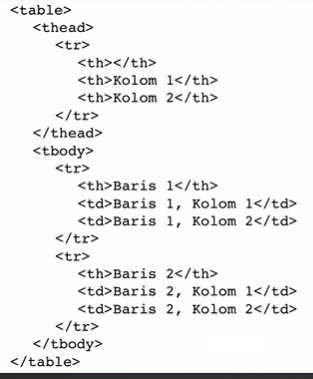 <table>
<thead>
<tr>
<th></th>
<th>Kolom 1</th>
<th>Kolom 2</th>
</tr>
</thead>
<tbody>
<tr>
<th>Baris 1</th>
<td>Baris 1, Kolom 1</td>
<td>Baris 1, Kolom 2</td>
</tr>
<tr>
<th>Baris 2</th>
<td>Baris 2, Kolom 1</td>
<td>Baris 2, Kolom 2</td>
</tr>
</tbody>
</table>